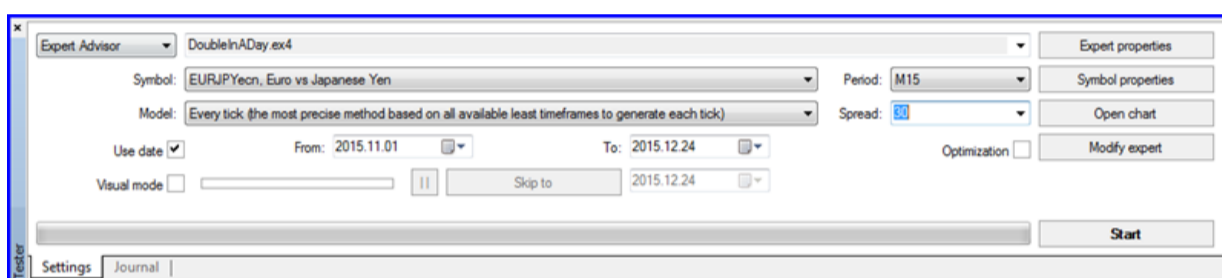 Expert Advisor DoubleInADay.ex4 Expert properties
Symbol: EURJPYecn, Euro vs Japanese Yen Period: M15 Symbol properties
Model: Every tick (the most precise method based on all available least timeframes to generate each tick) Spread: 30 Open chart
Use date From: 2015.11.01 To: 2015.12.24 Optimization Modify expert
Visual mode Skip to 2015.12.24
Start
Tester
Settings Journal